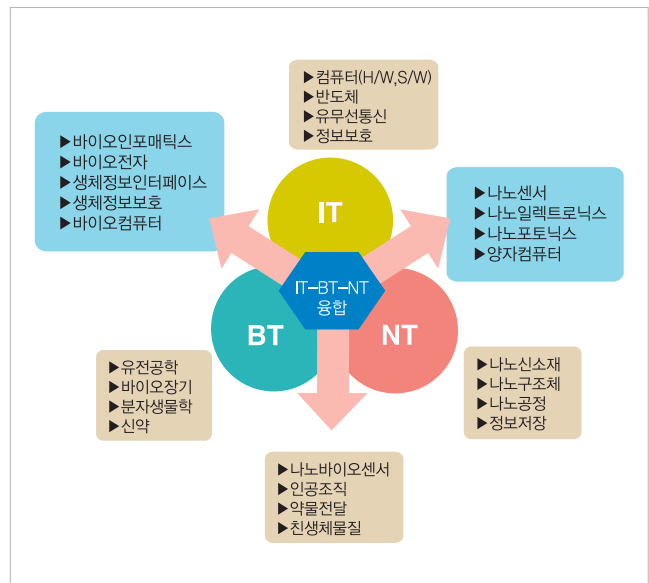 ▶컴퓨터(H/W,S/W)
▶반도체
▶유무선통신
▶정보보호
▶바이오인포매틱스
▶바이오전자
▶생체정보인터페이스
▶생체정보보호
▶바이오컴퓨터
IT
▶나노센서
▶나노일렉트로닉스
▶나노포토닉스
▶양자컴퓨터
IT–BT–NT
융합
BT
NT
▶유전공학
▶바이오장기
▶분자생물학
▶신약
▶나노신소재
▶나노구조체
▶나노공정
▶정보저장
▶나노바이오센서
▶인공조직
▶약물전달
▶친생체물질